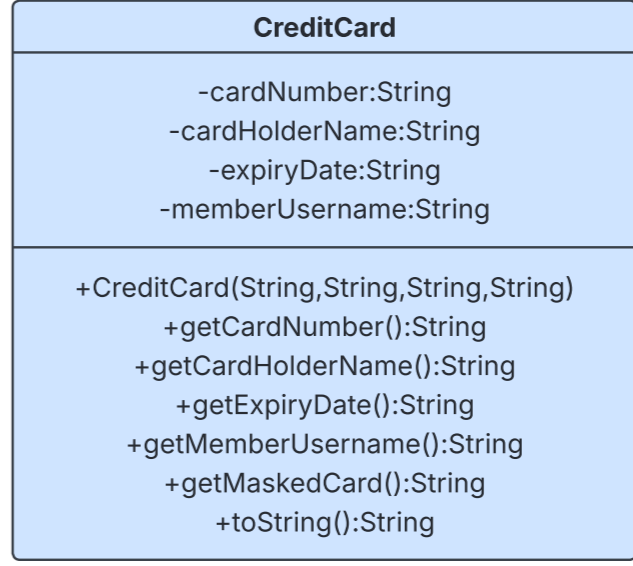 CreditCard
-cardNumber:String
-cardHolderName:String
-expiryDate:String
-memberUsername:String
+CreditCard(String,String,String,String)
+getCardNumber():String
+getCardHolderName():String
+getExpiryDate():String
+getMemberUsername():String
+getMaskedCard():String
+toString():String